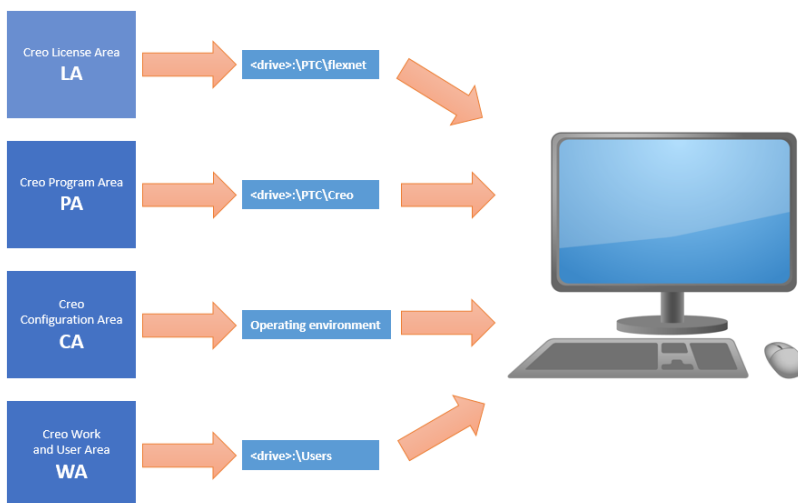 Creo License Area
LA
<drive>:\PTC\flexnet
Creo Program Area
PA
<drive>:\PTC\Creo
Creo
Configuration Area
CA
Operating environment
Creo Work
and User Area
WA
<drive>:\Users